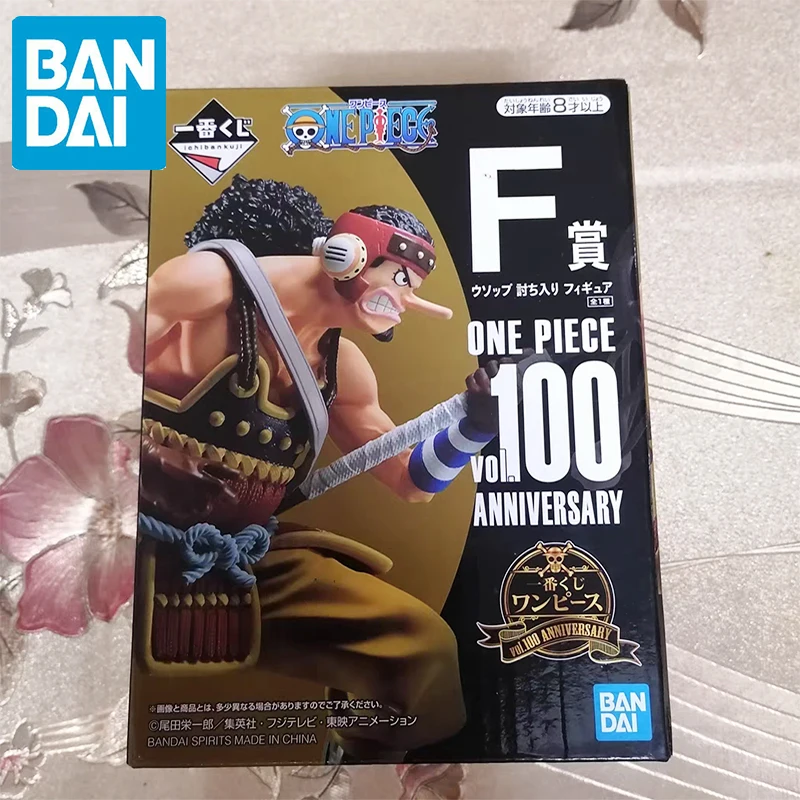 BAN
DAI
一番くじ
ichibankuji
ワンピース
ONE PIECE
たいしょうねんれい さいいじょう
対象年齢8才以上
F賞
ウソップ 討ち入り フィギュア
全1種
ONE PIECE
vol.100
ANNIVERSARY
一番くじ
ワンピース
vol.100 ANNIVERSARY
※画像と商品とは、多少異なる場合がありますのでご了承ください。
©尾田栄一郎/集英社・フジテレビ・東映アニメーション
BANDAI SPIRITS MADE IN CHINA
BAN
DAI